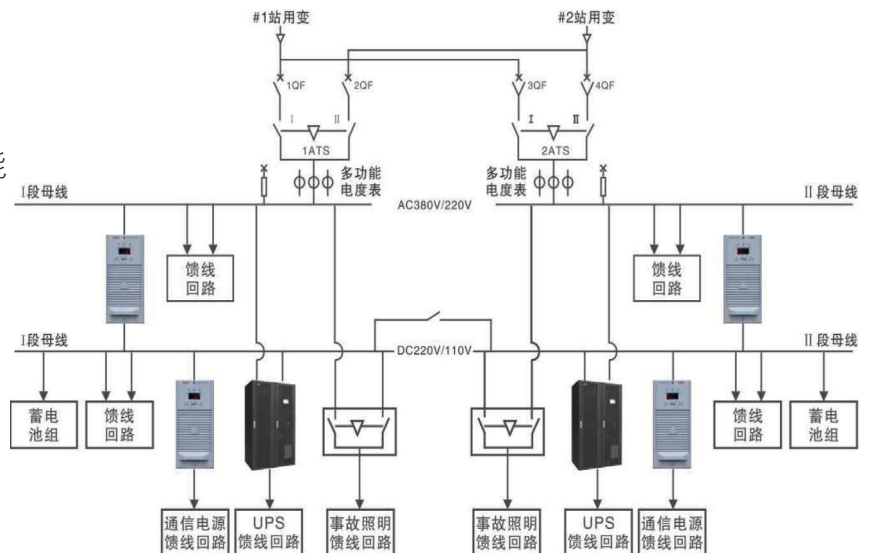 #1站用变
#2站用变
1QF
2QF
3QF
4QF
Ⅰ
Ⅱ
Ⅰ
Ⅱ
1ATS
2ATS
能
多功能
电度表
多功能
电度表
Ⅰ段母线
AC380V/220V
Ⅱ段母线
馈线
回路
馈线
回路
Ⅰ段母线
DC220V/110V
Ⅱ段母线
蓄电
池组
馈线
回路
馈线
回路
蓄电
池组
通信电源
馈线回路
UPS
馈线回路
事故照明
馈线回路
事故照明
馈线回路
UPS
馈线回路
通信电源
馈线回路